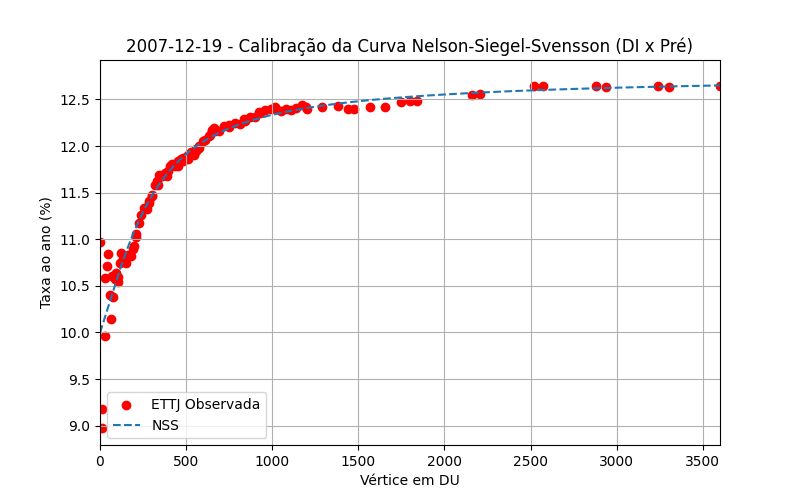 2007-12-19 - Calibração da Curva Nelson-Siegel-Svensson (DI x Pré)
Taxa ao ano (%)
12.5
12.0
11.5
11.0
10.5
10.0
9.5
9.0
ETTJ Observada
NSS
0 500 1000 1500 2000 2500 3000 3500
Vértice em DU